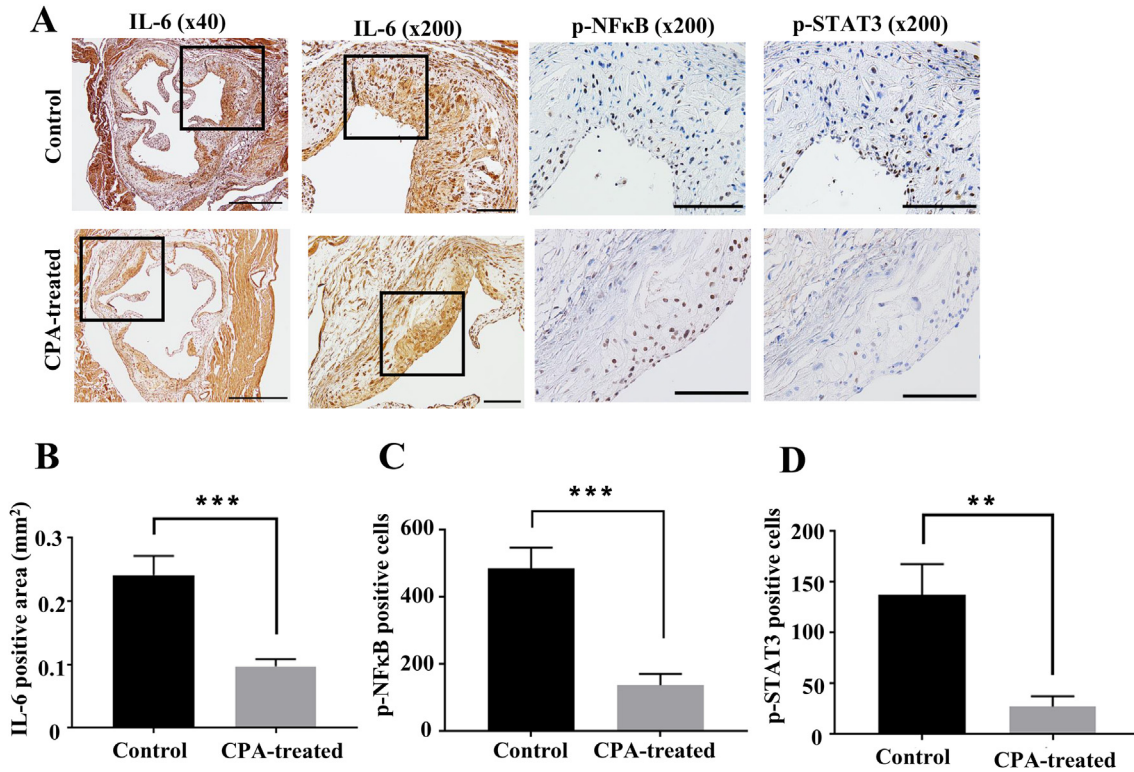 A
IL-6 (x40)
IL-6 (x200)
p-NFκB (x200)
p-STAT3 (x200)
Control
CPA-treated
B
***
IL-6 positive area (mm²)
0.3
0.2
0.1
0
Control
CPA-treated
C
***
p-NFκB positive cells
600
400
200
0
Control
CPA-treated
D
**
p-STAT3 positive cells
200
150
100
50
0
Control
CPA-treated